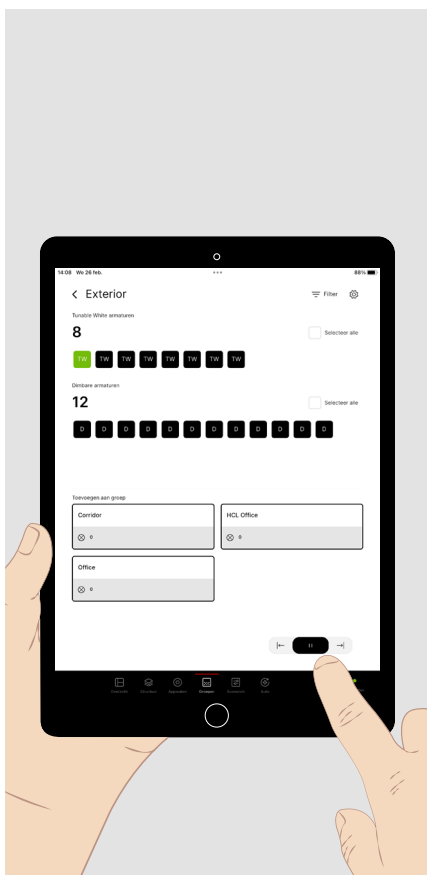 14:08 Wo 26 feb.
88%
Exterior
Filter
Tunable White armaturen
8
Selecteer alle
TW TW TW TW TW TW TW TW
Dimbare armaturen
12
Selecteer alle
D D D D D D D D D D D D
Toevoegen aan groep
Corridor
HCL Office
0
0
Office
0
Groepen